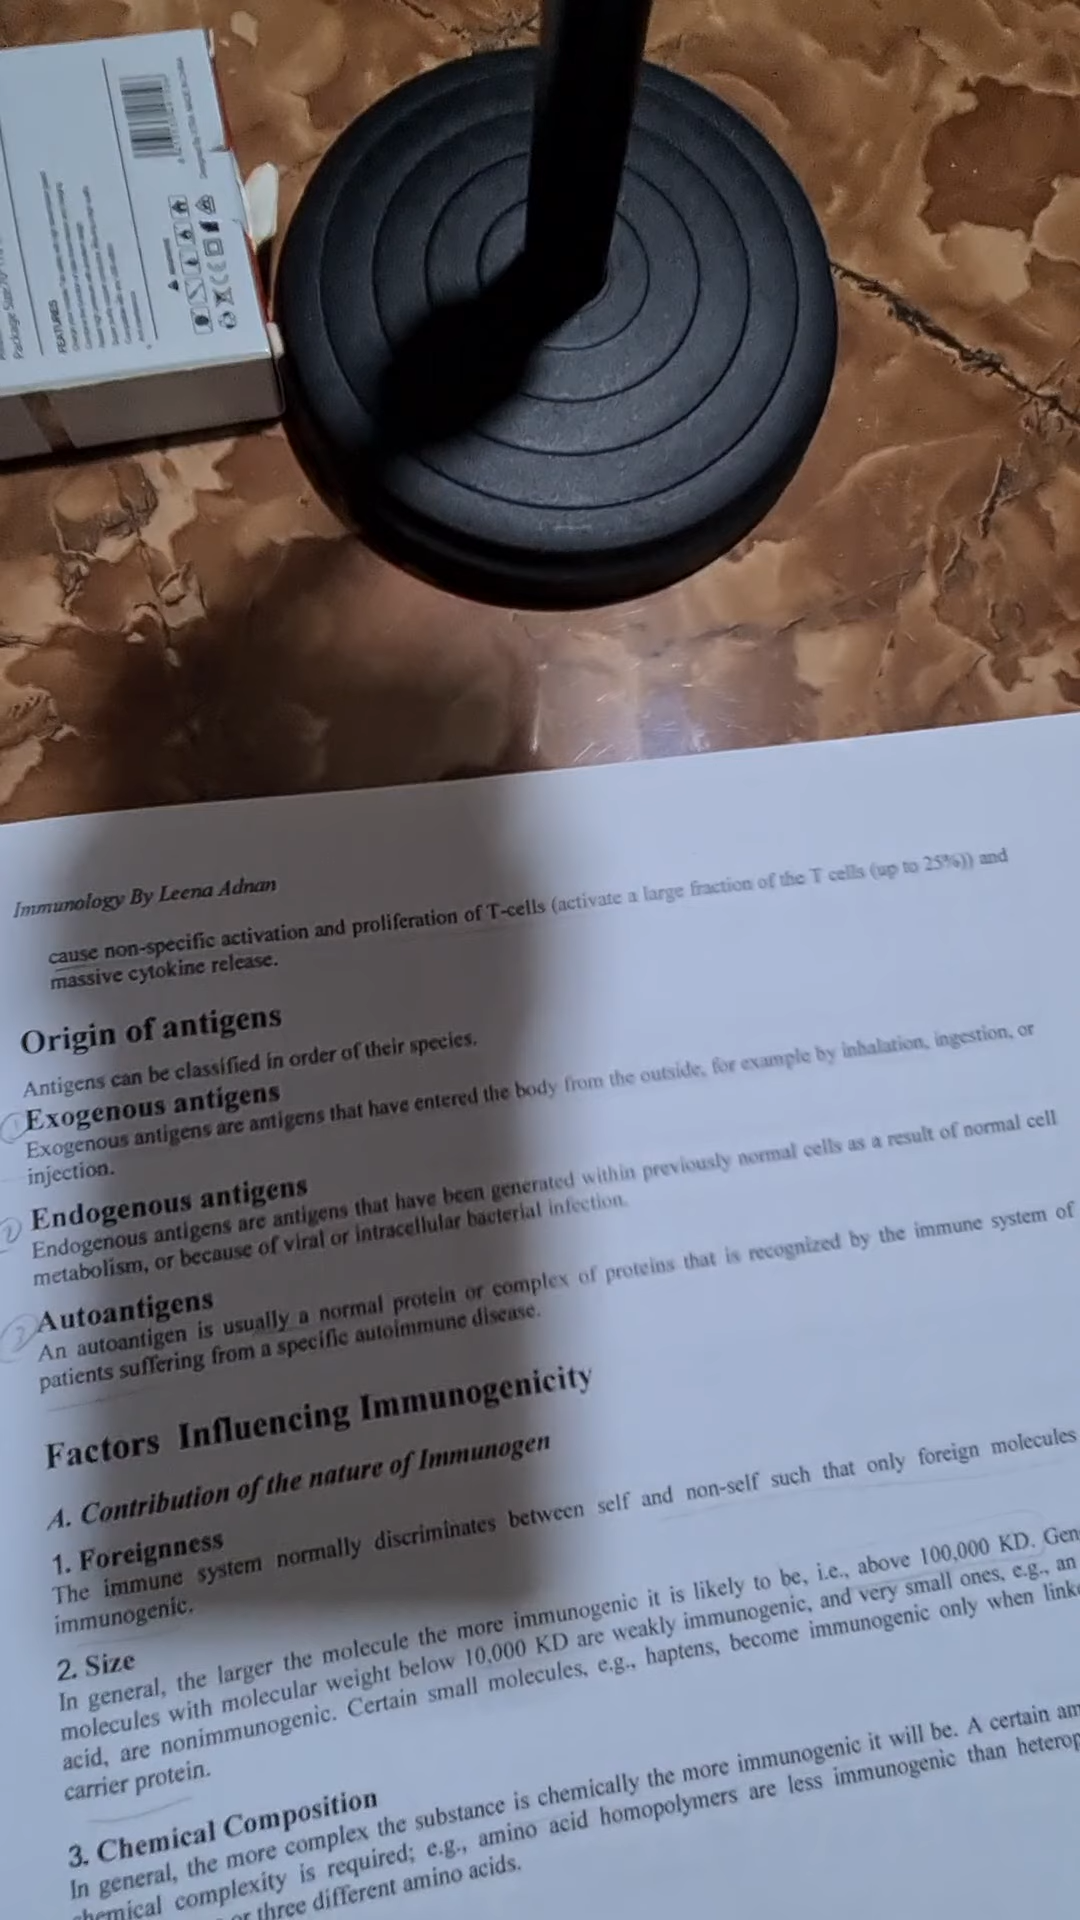 Package Size:
FEATURES
Immunology By Leena Adnan
cause non-specific activation and proliferation of T-cells (activate a large fraction of the T cells (up to 25%)) and
massive cytokine release.
Origin of antigens
Antigens can be classified in order of their species.
1 Exogenous antigens
Exogenous antigens are antigens that have entered the body from the outside, for example by inhalation, ingestion, or
injection.
Endogenous antigens
Endogenous antigens are antigens that have been generated within previously normal cells as a result of normal cell
metabolism, or because of viral or intracellular bacterial infection.
Autoantigens
An autoantigen is usually a normal protein or complex of proteins that is recognized by the immune system of
patients suffering from a specific autoimmune disease.
Factors Influencing Immunogenicity
A. Contribution of the nature of Immunogen
1. Foreignness
The immune system normally discriminates between self and non-self such that only foreign molecules
immunogenic.
2. Size
In general, the larger the molecule the more immunogenic it is likely to be, i.e., above 100,000 KD. Gen
molecules with molecular weight below 10,000 KD are weakly immunogenic, and very small ones, e.g., an
acid, are nonimmunogenic. Certain small molecules, e.g., haptens, become immunogenic only when link
carrier protein.
3. Chemical Composition
In general, the more complex the substance is chemically the more immunogenic it will be. A certain am
chemical complexity is required; e.g., amino acid homopolymers are less immunogenic than heterop
or three different amino acids.